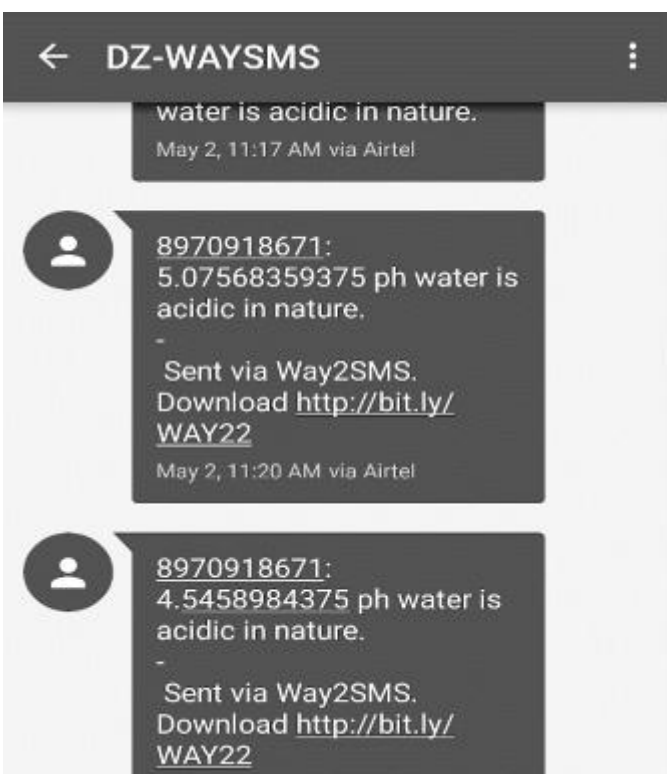 DZ-WAYSMS
water is acidic in nature.
May 2, 11:17 AM via Airtel
8970918671:
5.07568359375 ph water is
acidic in nature.
-
Sent via Way2SMS.
Download http://bit.ly/
WAY22
May 2, 11:20 AM via Airtel
8970918671:
4.5458984375 ph water is
acidic in nature.
-
Sent via Way2SMS.
Download http://bit.ly/
WAY22